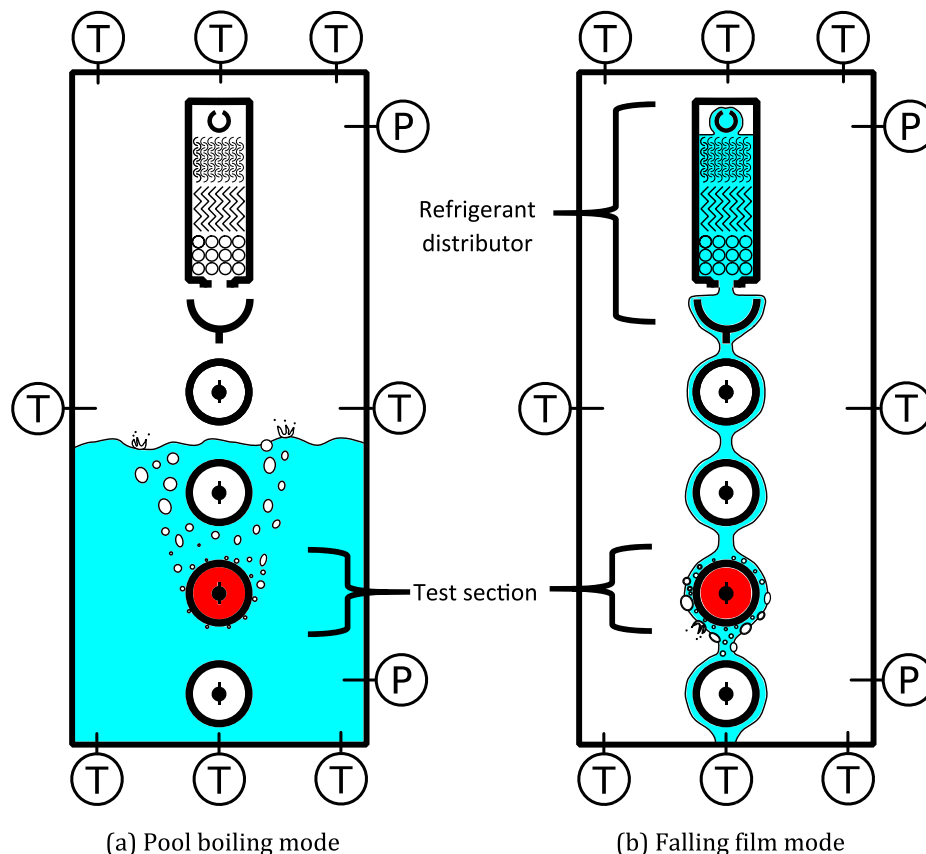 T T T T T T
P P
Refrigerant
distributor
T T T T
Test section
P P
T T T T T T
(a) Pool boiling mode
(b) Falling film mode